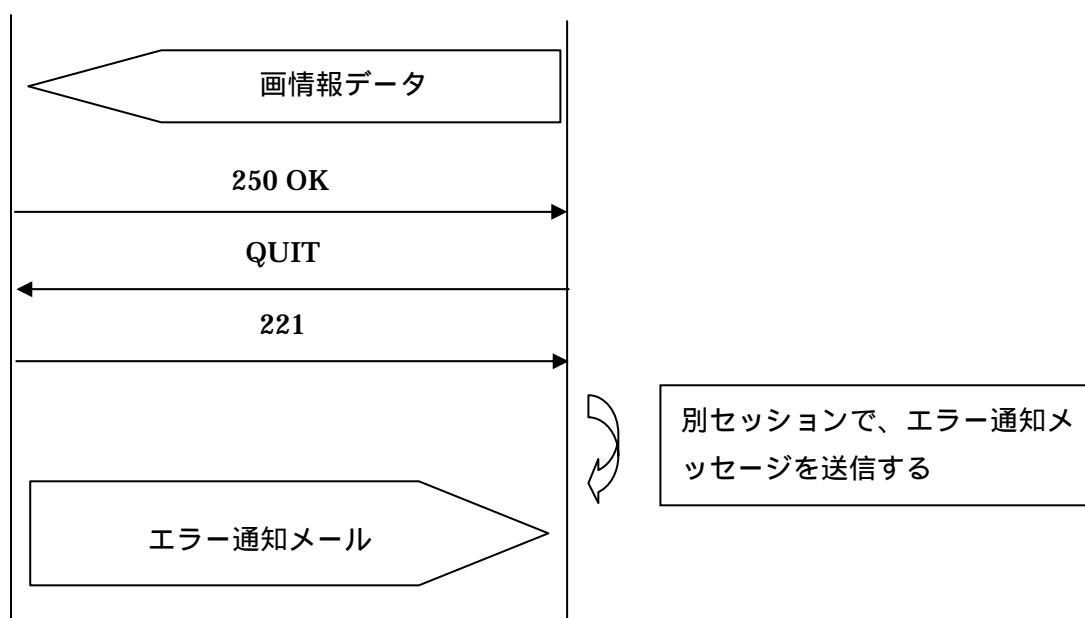 画情報データ
250 OK
QUIT
221
別セッションで、エラー通知メ
ッセージを送信する
エラー通知メール